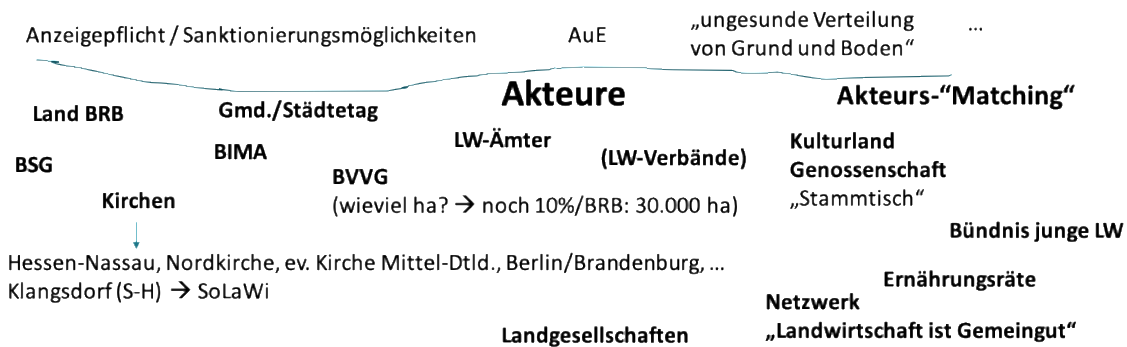 Anzeigepflicht / Sanktionierungsmöglichkeiten
AuE
„ungesunde Verteilung
von Grund und Boden“
...
Akteure
Akteurs-“Matching“
Land BRB
Gmd./Städtetag
BSG
BIMA
LW-Ämter
(LW-Verbände)
Kulturland
Genossenschaft
„Stammtisch“
BVVG
(wieviel ha? → noch 10%/BRB: 30.000 ha)
Kirchen
Bündnis junge LW
Hessen-Nassau, Nordkirche, ev. Kirche Mittel-Dtld., Berlin/Brandenburg, ...
Klangsdorf (S-H) → SoLaWi
Ernährungsräte
Netzwerk
„Landwirtschaft ist Gemeingut“
Landgesellschaften